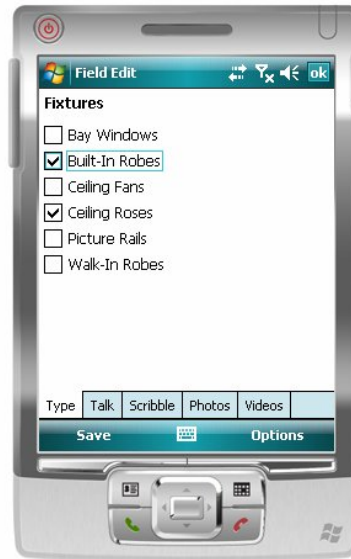 Field Edit ok
Fixtures
Bay Windows
Built-In Robes
Ceiling Fans
Ceiling Roses
Picture Rails
Walk-In Robes
Type Talk Scribble Photos Videos
Save Options